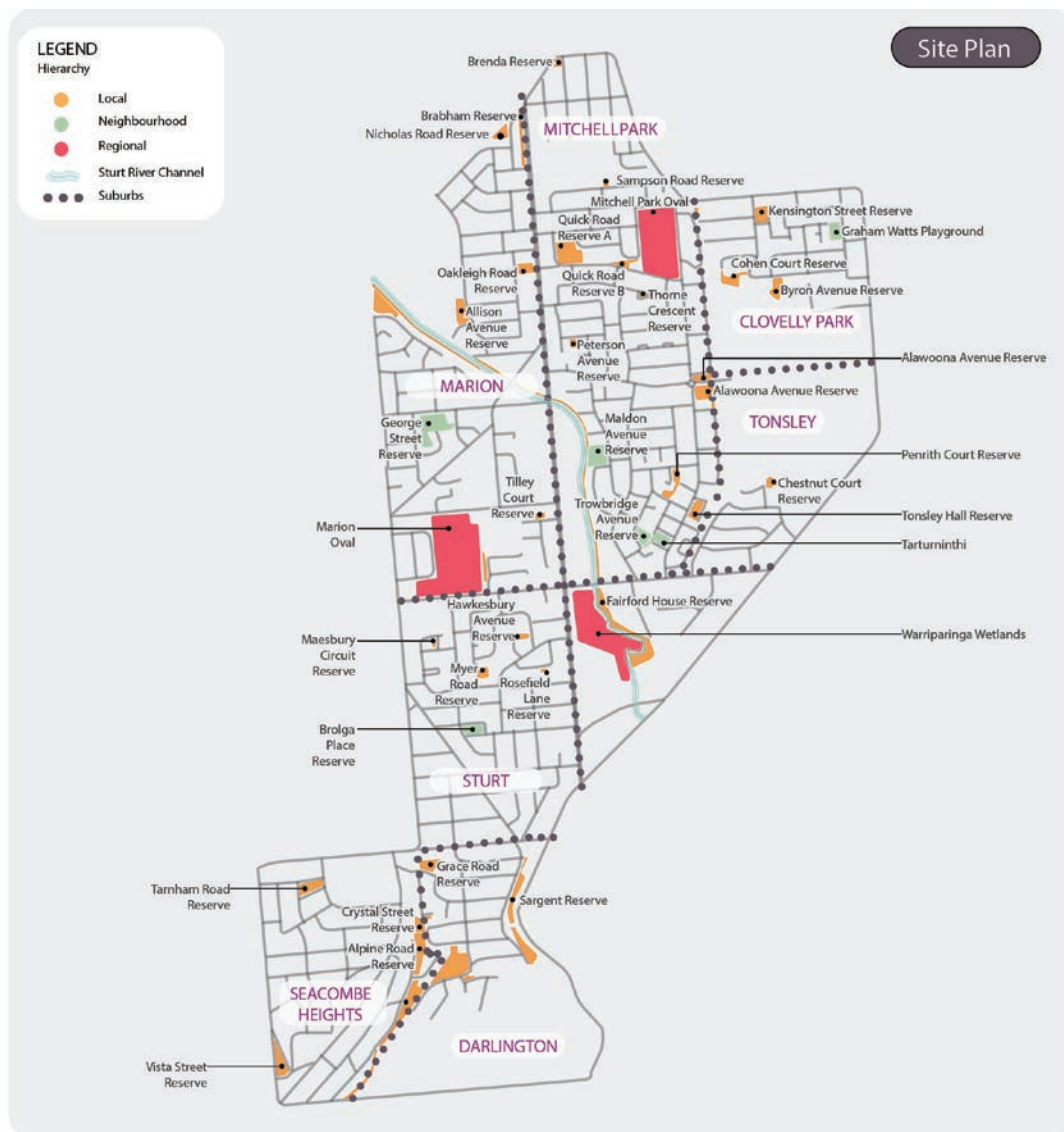 Site Plan
LEGEND
Hierarchy
Local
Neighbourhood
Regional
Sturt River Channel
Suburbs
Brenda Reserve
Brabham Reserve
Nicholas Road Reserve
MITCHELLPARK
Sampson Road Reserve
Mitchell Park Oval
Kensington Street Reserve
Quick Road
Reserve A
Graham Watts Playground
Oakleigh Road
Reserve
Quick Road
Reserve B
Cohen Court Reserve
Byron Avenue Reserve
Thorne
Crescent
Reserve
Allison
Avenue
Reserve
CLOVELLY PARK
Peterson
Avenue
Reserve
Alawoona Avenue Reserve
MARION
Alawoona Avenue Reserve
George
Street
Reserve
Maldon
Avenue
Reserve
TONSLEY
Penrith Court Reserve
Tilley
Court
Reserve
Chestnut Court
Reserve
Trowbridge
Avenue
Reserve
Tonsley Hall Reserve
Marion
Oval
Tarturninthi
Hawkesbury
Avenue
Reserve
Fairford House Reserve
Maesbury
Circuit
Reserve
Warriparinga Wetlands
Myer
Road
Reserve
Rosefield
Lane
Reserve
Brolga
Place
Reserve
STURT
Grace Road
Reserve
Tarnham Road
Reserve
Sargent Reserve
Crystal Street
Reserve
Alpine Road
Reserve
SEACOMBE
HEIGHTS
DARLINGTON
Vista Street
Reserve